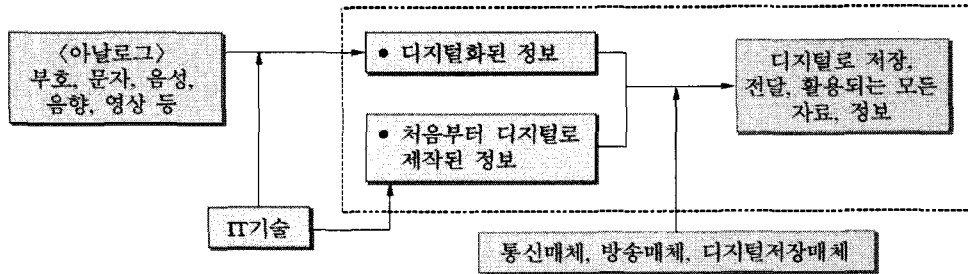 〈아날로그〉
부호, 문자, 음성,
음향, 영상 등
• 디지털화된 정보
• 처음부터 디지털로
제작된 정보
디지털로 저장,
전달, 활용되는 모든
자료, 정보
IT기술
통신매체, 방송매체, 디지털저장매체